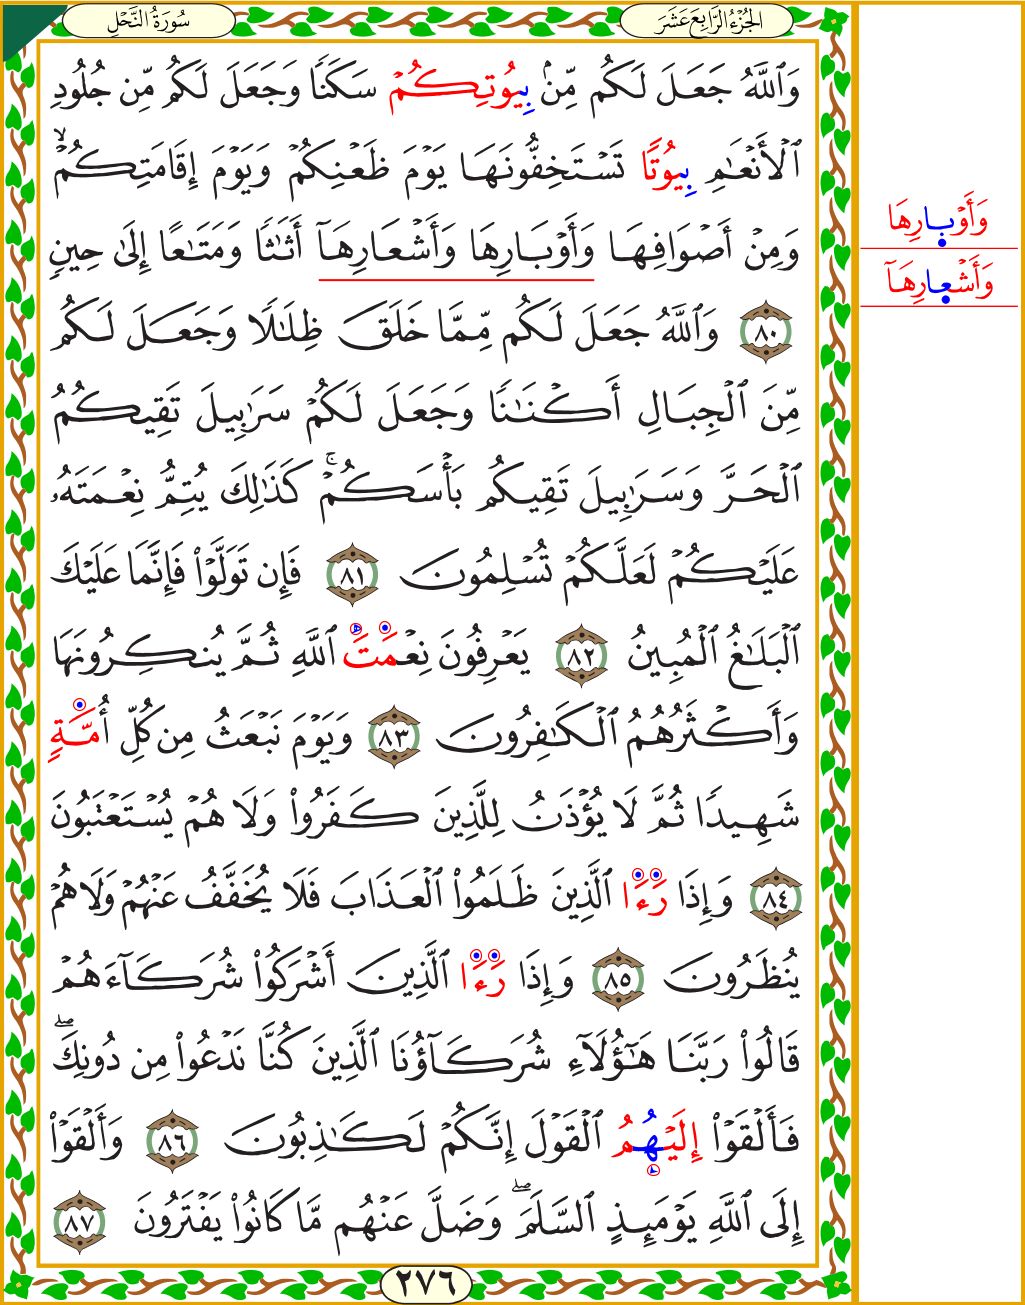 الجُزْءُ الرَّابِعَ عَشَرَ
سُورَةُ النَّحْلِ
وَٱللَّهُ جَعَلَ لَكُم مِّنۢ بِيُوتِكُمۡ سَكَنٗا وَجَعَلَ لَكُم مِّن جُلُودِ
ٱلۡأَنۡعَٰمِ بِيُوتٗا تَسۡتَخِفُّونَهَا يَوۡمَ ظَعۡنِكُمۡ وَيَوۡمَ إِقَامَتِكُمۡۙ
وَمِنۡ أَصۡوَافِهَا وَأَوۡبَارِهَا وَأَشۡعَارِهَآ أَثَٰثٗا وَمَتَٰعًا إِلَىٰ حِينٖ
٨٠ وَٱللَّهُ جَعَلَ لَكُم مِّمَّا خَلَقَ ظِلَٰلٗا وَجَعَلَ لَكُم
مِّنَ ٱلۡجِبَالِ أَكۡنَٰنٗا وَجَعَلَ لَكُمۡ سَرَٰبِيلَ تَقِيكُمُ
ٱلۡحَرَّ وَسَرَٰبِيلَ تَقِيكُم بَأۡسَكُمۡۚ كَذَٰلِكَ يُتِمُّ نِعۡمَتَهُۥ
عَلَيۡكُمۡ لَعَلَّكُمۡ تُسۡلِمُونَ ٨١ فَإِن تَوَلَّوۡاْ فَإِنَّمَا عَلَيۡكَ
ٱلۡبَلَٰغُ ٱلۡمُبِينُ ٨٢ يَعۡرِفُونَ نِعۡمَتَ ٱللَّهِ ثُمَّ يُنكِرُونَهَا
وَأَكۡثَرُهُمُ ٱلۡكَٰفِرُونَ ٨٣ وَيَوۡمَ نَبۡعَثُ مِن كُلِّ أُمَّةٖ
شَهِيدٗا ثُمَّ لَا يُؤۡذَنُ لِلَّذِينَ كَفَرُواْ وَلَا هُمۡ يُسۡتَعۡتَبُونَ
٨٤ وَإِذَا رَءَا ٱلَّذِينَ ظَلَمُواْ ٱلۡعَذَابَ فَلَا يُخَفَّفُ عَنۡهُمۡ وَلَا هُمۡ
يُنظَرُونَ ٨٥ وَإِذَا رَءَا ٱلَّذِينَ أَشۡرَكُواْ شُرَكَآءَهُمۡ
قَالُواْ رَبَّنَا هَٰٓؤُلَآءِ شُرَكَآؤُنَا ٱلَّذِينَ كُنَّا نَدۡعُواْ مِن دُونِكَۖ
فَأَلۡقَوۡاْ إِلَيۡهِمُ ٱلۡقَوۡلَ إِنَّكُمۡ لَكَٰذِبُونَ ٨٦ وَأَلۡقَوۡاْ
إِلَى ٱللَّهِ يَوۡمَئِذٍ ٱلسَّلَمَۖ وَضَلَّ عَنۡهُم مَّا كَانُواْ يَفۡتَرُونَ ٨٧
وَأَوۡبارِهَا
وَأَشۡعارِهَآ
٢٧٦